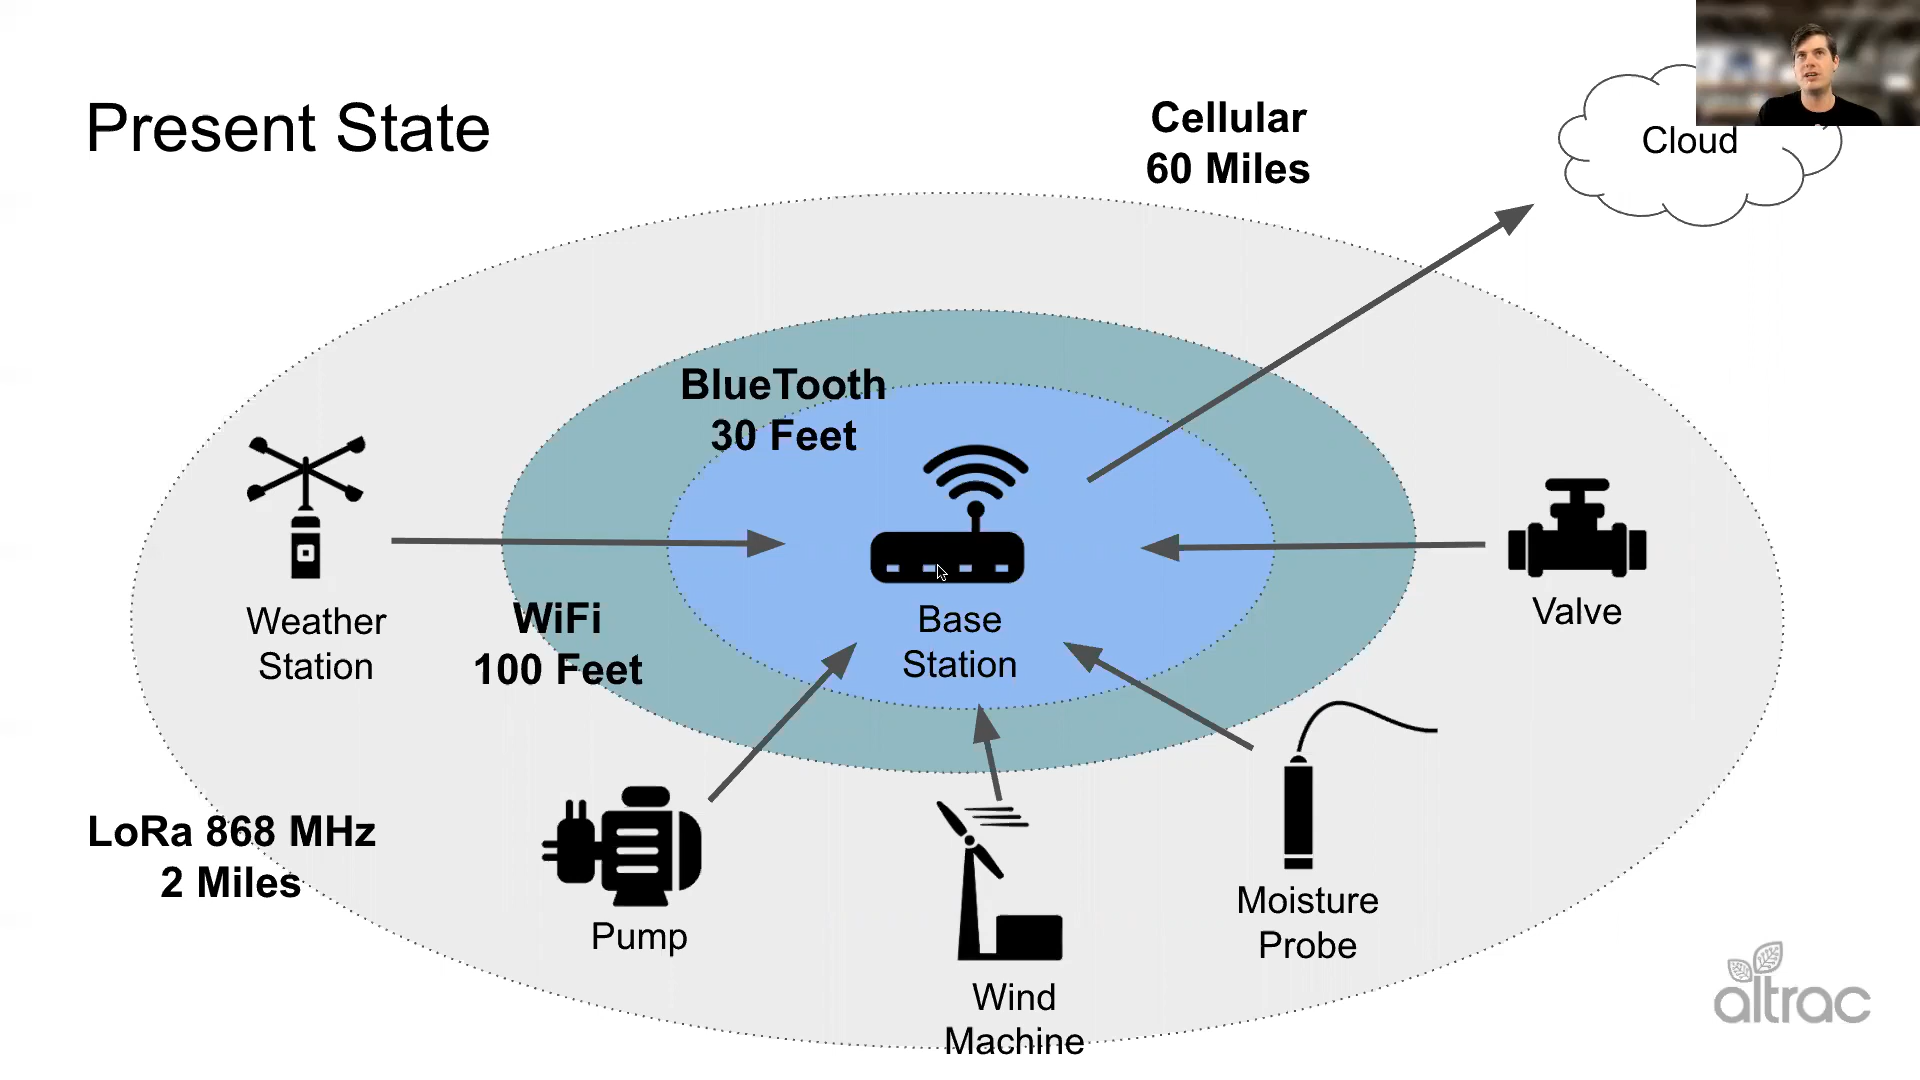 Present State
Cellular
60 Miles
Cloud
BlueTooth
30 Feet
Weather
Station
WiFi
100 Feet
Base
Station
Valve
LoRa 868 MHz
2 Miles
Pump
Wind
Machine
Moisture
Probe
altrac